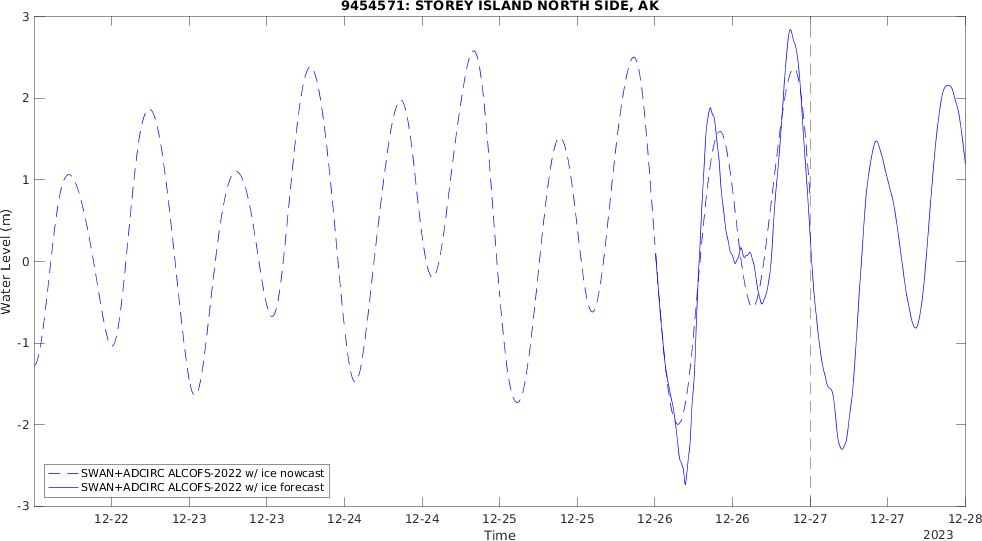 9454571: STOREY ISLAND NORTH SIDE, AK
3
2
1
0
-1
-2
-3
Water Level (m)
SWAN+ADCIRC ALCOFS-2022 w/ ice nowcast
SWAN+ADCIRC ALCOFS-2022 w/ ice forecast
12-22 12-23 12-23 12-24 12-24 12-25 12-25 12-26 12-26 12-27 12-27 12-28
Time
2023